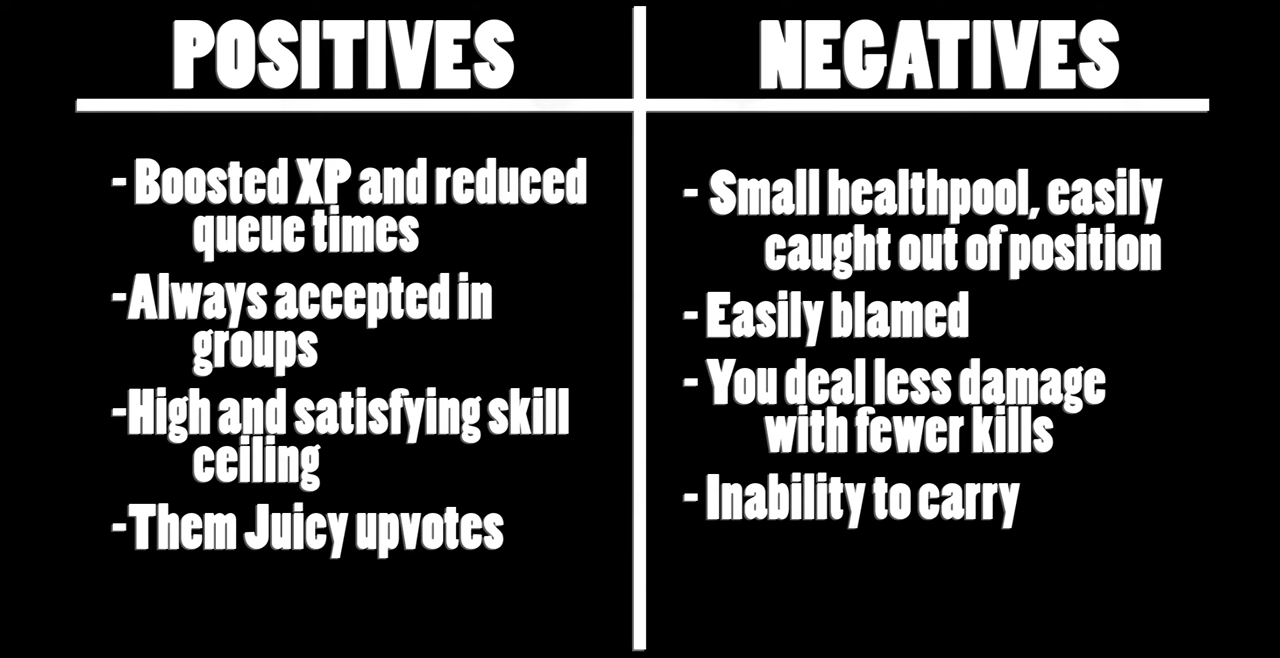 POSITIVES
- Boosted XP and reduced
queue times
-Always accepted in
groups
-High and satisfying skill
ceiling
-Them Juicy upvotes
NEGATIVES
- Small healthpool, easily
caught out of position
- Easily blamed
- You deal less damage
with fewer kills
- Inability to carry